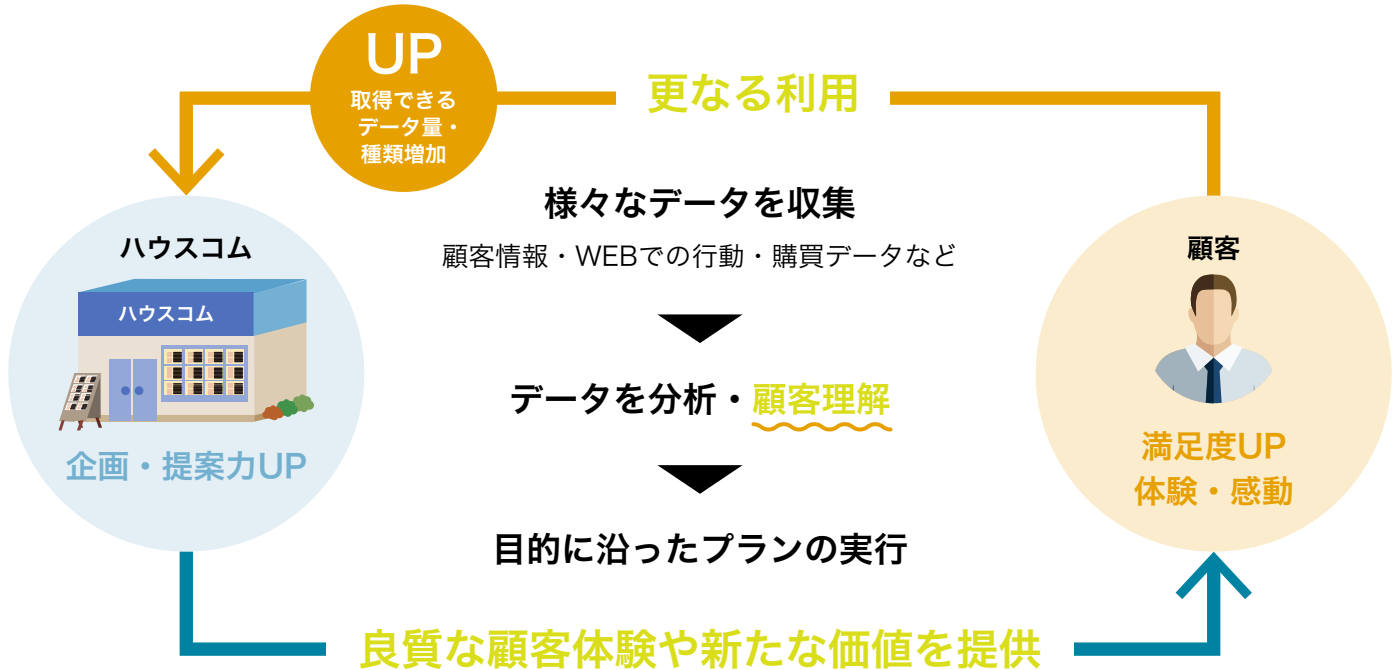 UP
取得できる
データ量・
種類増加
更なる利用
様々なデータを収集
顧客情報・WEBでの行動・購買データなど
データを分析・顧客理解
目的に沿ったプランの実行
ハウスコム
ハウスコム
企画・提案力UP
顧客
満足度UP
体験・感動
良質な顧客体験や新たな価値を提供